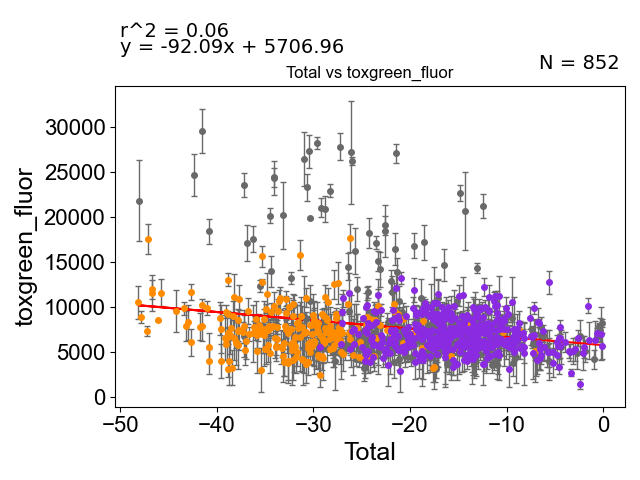 r^2 = 0.06
y = -92.09x + 5706.96
N = 852
Total vs toxgreen_fluor
30000
25000
20000
15000
10000
5000
0
toxgreen_fluor
−50
−40
−30
−20
−10
0
Total